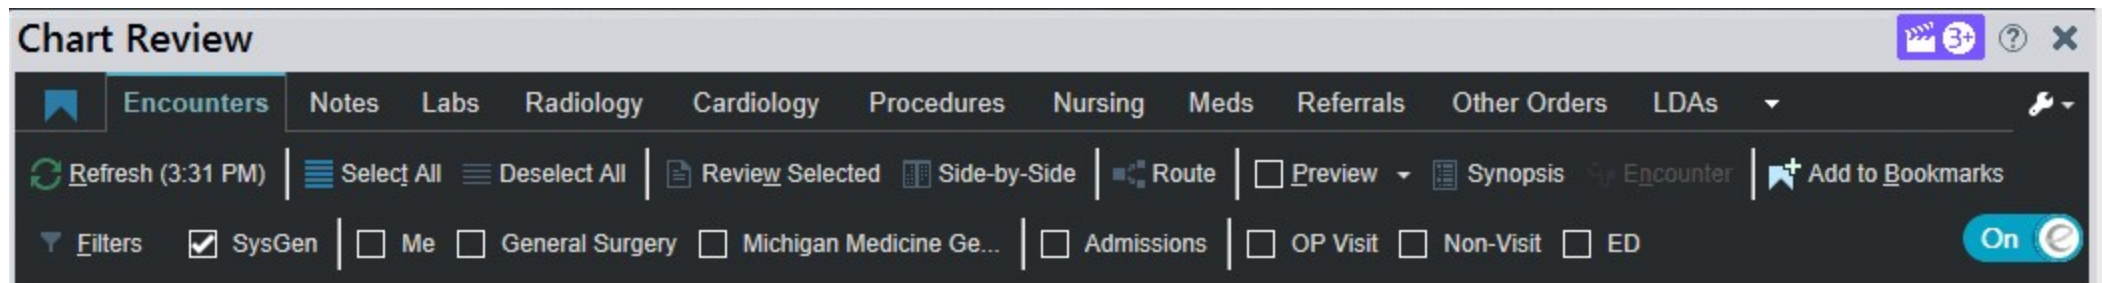 Chart Review 3+ ?
Encounters Notes Labs Radiology Cardiology Procedures Nursing Meds Referrals Other Orders LDAs
Refresh (3:31 PM) Select All Deselect All Review Selected Side-by-Side Route Preview Synopsis Encounter Add to Bookmarks
Filters SysGen Me General Surgery Michigan Medicine Ge... Admissions OP Visit Non-Visit ED On